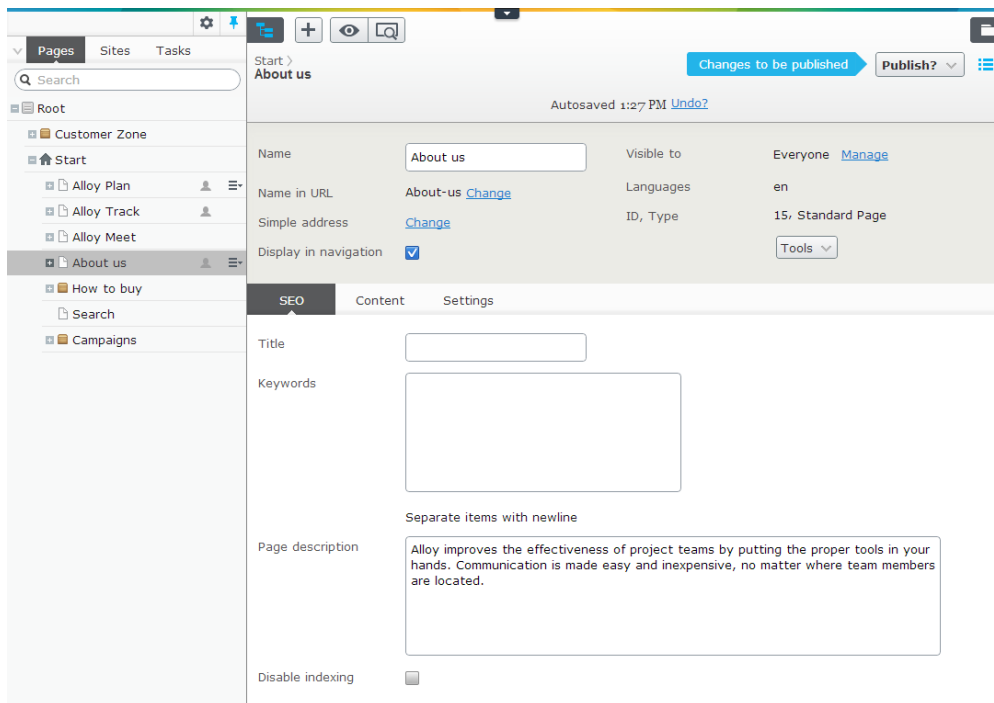 Pages Sites Tasks
Search
Root
Customer Zone
Start
Alloy Plan
Alloy Track
Alloy Meet
About us
How to buy
Search
Campaigns
Start
About us
Changes to be published
Publish?
Autosaved 1:27 PM Undo?
Name About us
Name in URL About-us Change
Simple address Change
Display in navigation
Visible to Everyone Manage
Languages en
ID, Type 15, Standard Page
Tools
SEO Content Settings
Title
Keywords
Separate items with newline
Page description
Alloy improves the effectiveness of project teams by putting the proper tools in your
hands. Communication is made easy and inexpensive, no matter where team members
are located.
Disable indexing